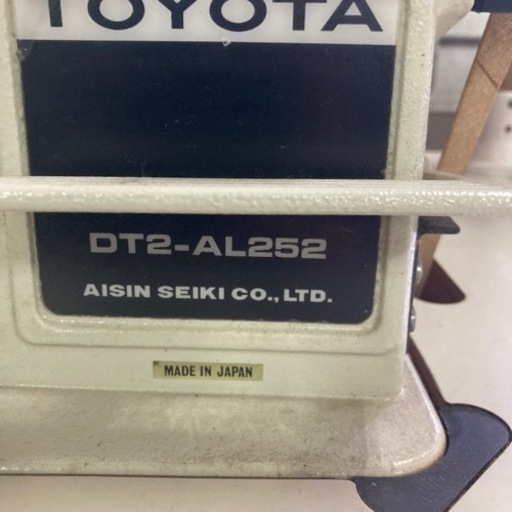 TOYOTA
DT2-AL252
AISIN SEIKI CO., LTD.
MADE IN JAPAN